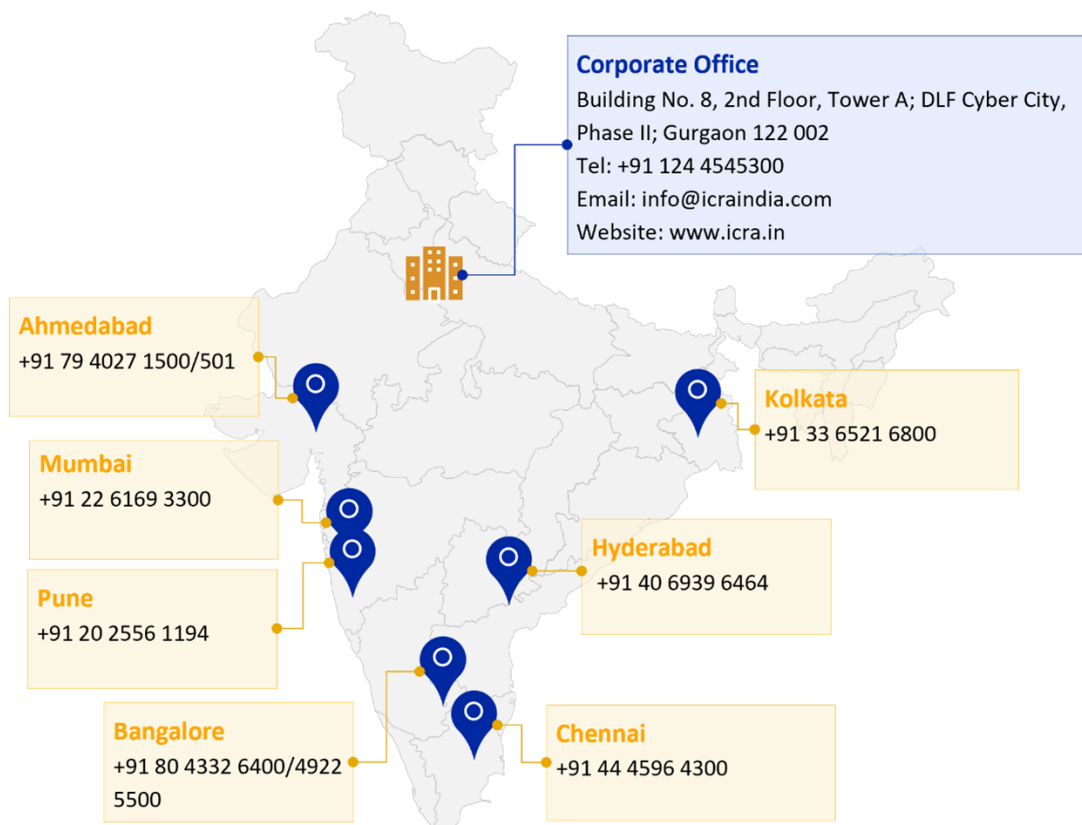 Corporate Office
Building No. 8, 2nd Floor, Tower A; DLF Cyber City,
Phase II; Gurgaon 122 002
Tel: +91 124 4545300
Email: info@icraindia.com
Website: www.icra.in
Ahmedabad
+91 79 4027 1500/501
Kolkata
+91 33 6521 6800
Mumbai
+91 22 6169 3300
Hyderabad
+91 40 6939 6464
Pune
+91 20 2556 1194
Bangalore
+91 80 4332 6400/4922
5500
Chennai
+91 44 4596 4300